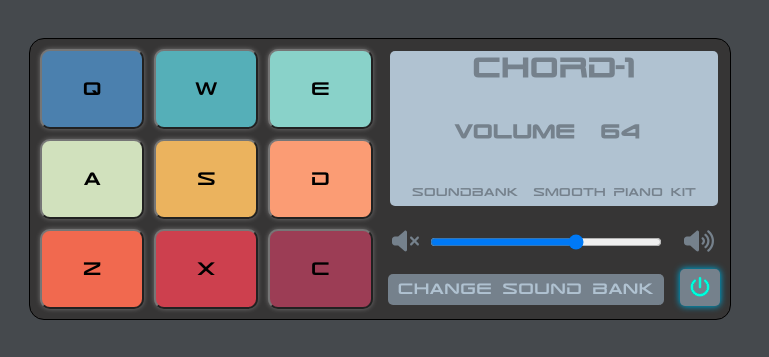 Q W E
A S D
Z X C
CHORD-1
VOLUME 64
SOUNDBANK SMOOTH PIANO KIT
CHANGE SOUND BANK